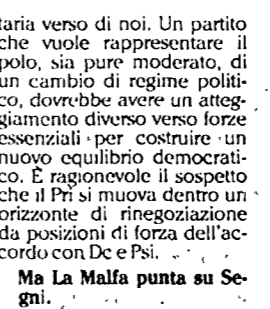 taria verso di noi. Un partito
che vuole rappresentare il
polo, sia pure moderato, di
un cambio di regime politi-
co, dovrebbe avere un atteg-
giamento diverso verso forze
essenziali per costruire un
nuovo equilibrio democrati-
co. È ragionevole il sospetto
che il Pri si muova dentro un
orizzonte di rinegoziazione
da posizioni di forza dell'ac-
cordo con Dc e Psi.
Ma La Malfa punta su Se-
gni.